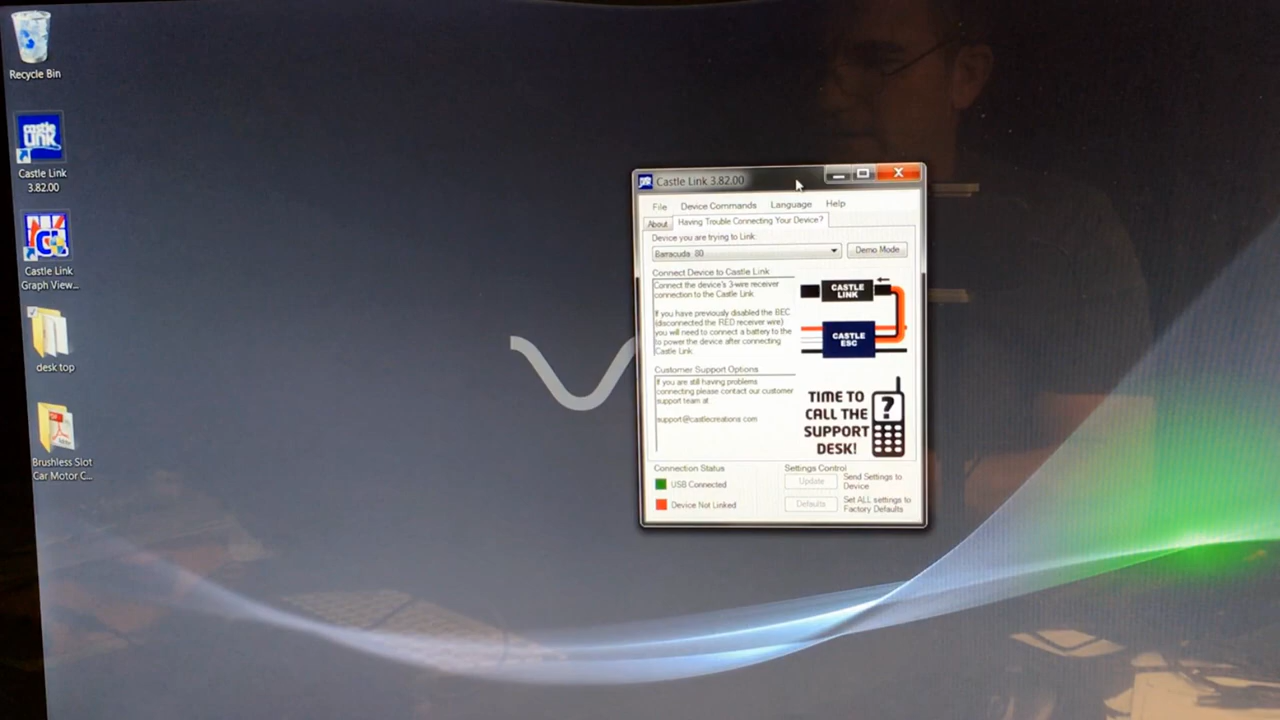 Recycle Bin
castle
LINK
Castle Link
3.82.00
Castle Link
Graph View...
desk top
Brushless Slot
Car Motor C...
Castle Link 3.82.00
File Device Commands Language Help
About Having Trouble Connecting Your Device?
Device you are trying to Link:
Barracuda 80 Demo Mode
Connect Device to Castle Link
Connect the device's 3-wire receiver
connection to the Castle Link
If you have previously disabled the BEC
(disconnected the RED receiver wire)
you will need to connect a battery to the
to power the device after connecting
Castle Link.
CASTLE
LINK
CASTLE
ESC
Customer Support Options
If you are still having problems
connecting please contact our customer
support team at
support@castlecreations.com
TIME TO
CALL THE
SUPPORT
DESK!
?
Connection Status
USB Connected
Device Not Linked
Settings Control
Update Send Settings to
Device
Defaults Set ALL settings to
Factory Defaults